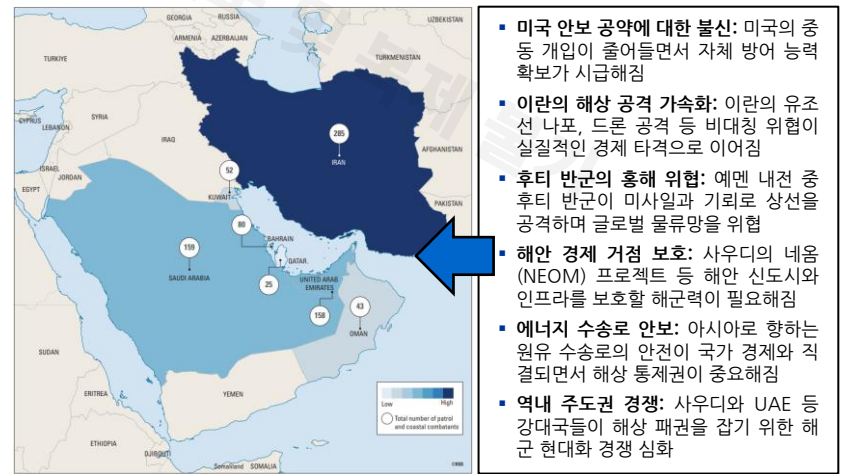 GEORGIA
RUSSIA
UZBEKISTAN
ARMENIA
AZERBAIJAN
TURKIYE
TURKMENISTAN
CYPRUS
LEBANON
SYRIA
IRAQ
285
IRAN
AFGHANISTAN
ISRAEL
JORDAN
52
KUWAIT
EGYPT
PAKISTAN
80
BAHRAIN
159
SAUDI ARABIA
QATAR
25
UNITED ARAB
EMIRATES
158
43
OMAN
SUDAN
ERITREA
YEMEN
Low
High
Total number of patrol
and coastal combatants
ETHIOPIA
DJIBOUTI
Somaliland
SOMALIA
©IISS
▪ 미국 안보 공약에 대한 불신: 미국의 중
동 개입이 줄어들면서 자체 방어 능력
확보가 시급해짐
▪ 이란의 해상 공격 가속화: 이란의 유조
선 나포, 드론 공격 등 비대칭 위협이
실질적인 경제 타격으로 이어짐
▪ 후티 반군의 홍해 위협: 예멘 내전 중
후티 반군이 미사일과 기뢰로 상선을
공격하며 글로벌 물류망을 위협
▪ 해안 경제 거점 보호: 사우디의 네옴
(NEOM) 프로젝트 등 해안 신도시와
인프라를 보호할 해군력이 필요해짐
▪ 에너지 수송로 안보: 아시아로 향하는
원유 수송로의 안전이 국가 경제와 직
결되면서 해상 통제권이 중요해짐
▪ 역내 주도권 경쟁: 사우디와 UAE 등
강대국들이 해상 패권을 잡기 위한 해
군 현대화 경쟁 심화